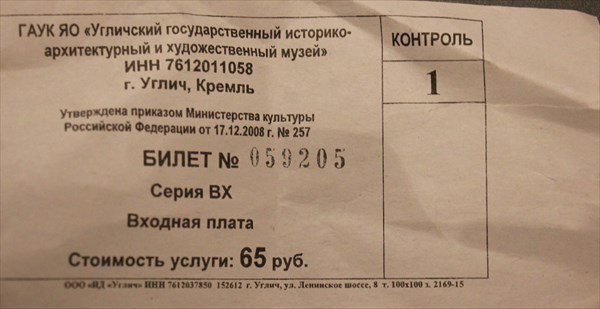 ГАУК ЯО «Угличский государственный историко-
архитектурный и художественный музей»
ИНН 7612011058
г. Углич, Кремль
Утверждена приказом Министерства культуры
Российской Федерации от 17.12.2008 г. № 257
БИЛЕТ № 059205
Серия ВХ
Входная плата
Стоимость услуги: 65 руб.
КОНТРОЛЬ
1
ООО «ИД «Углич» ИНН 7612037850 152612 г. Углич, ул. Ленинское шоссе, 8 т. 100х100 з. 2169-15